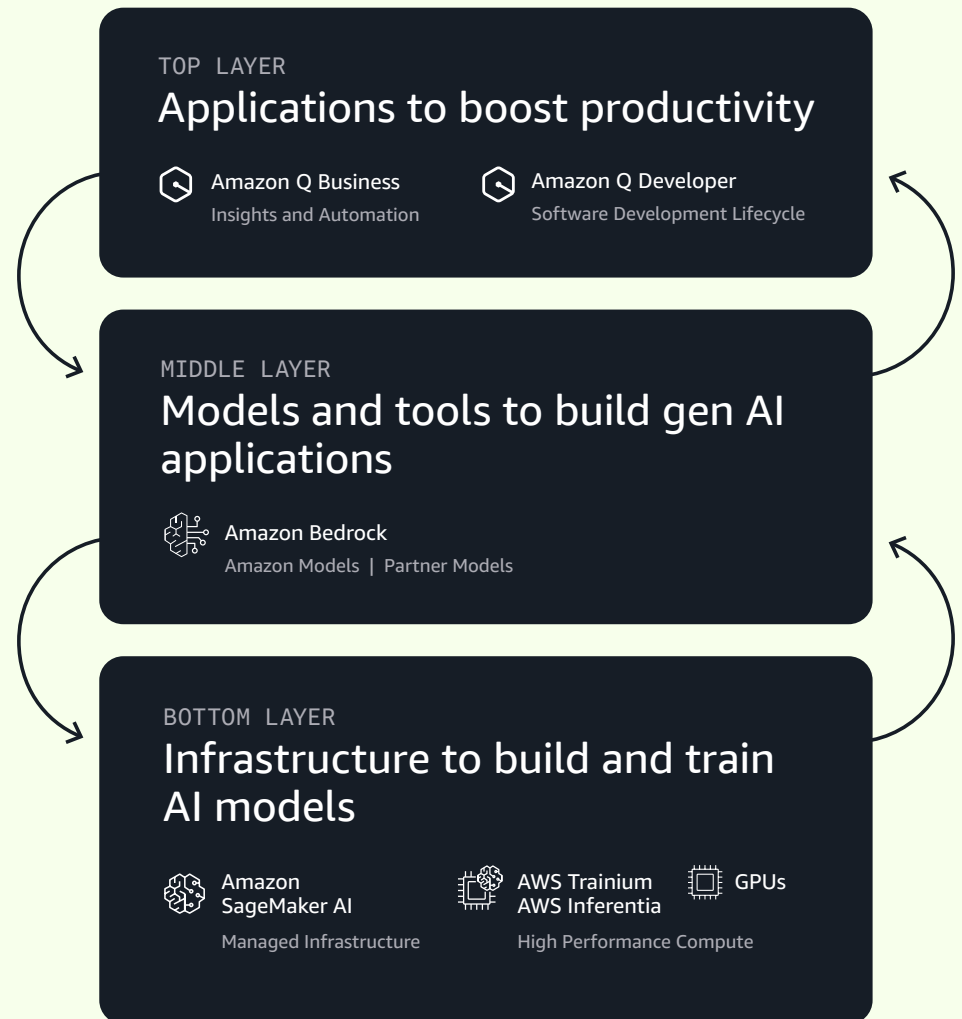 TOP LAYER
Applications to boost productivity
Amazon Q Business
Insights and Automation
Amazon Q Developer
Software Development Lifecycle
MIDDLE LAYER
Models and tools to build gen AI
applications
Amazon Bedrock
Amazon Models | Partner Models
BOTTOM LAYER
Infrastructure to build and train
AI models
Amazon
SageMaker AI
Managed Infrastructure
AWS Trainium
AWS Inferentia
GPUs
High Performance Compute